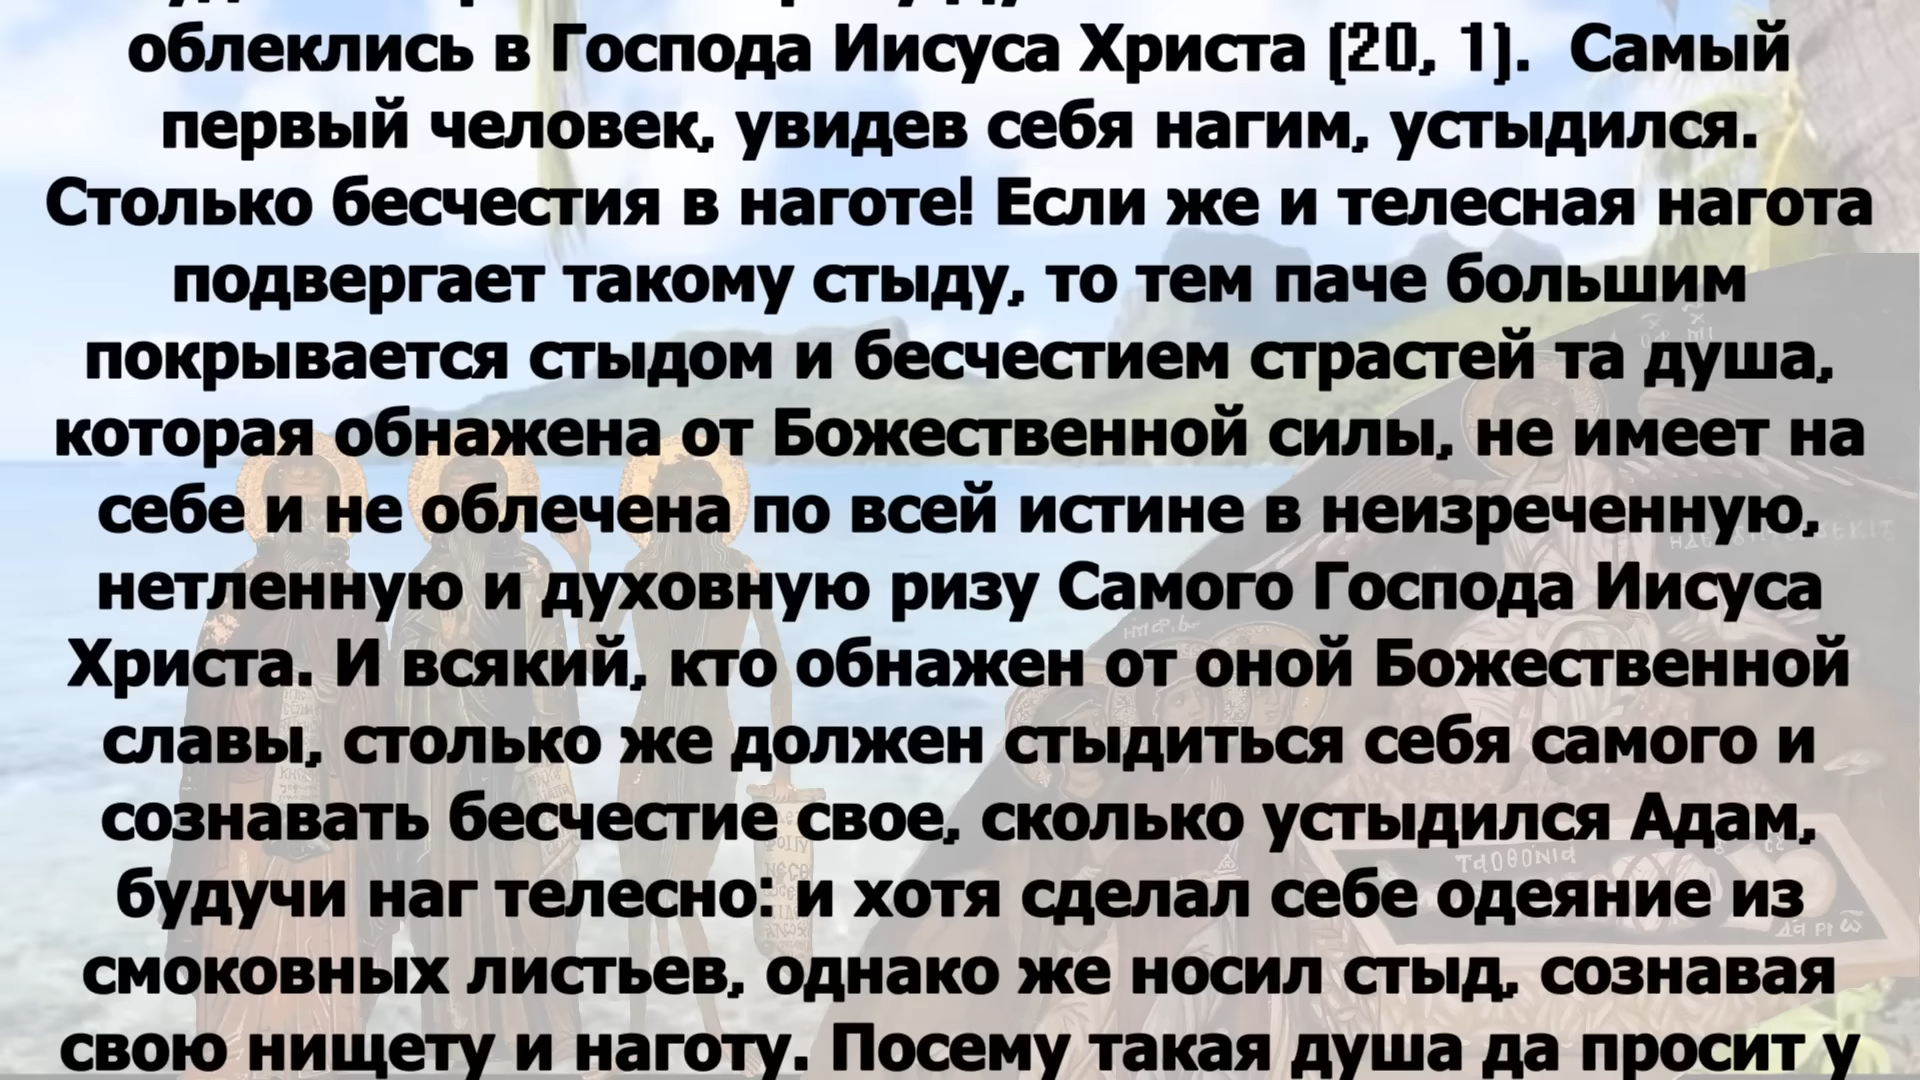 облеклись в Господа Иисуса Христа (20, 1). Самый
первый человек, увидев себя нагим, устыдился.
Столько бесчестия в наготе! Если же и телесная нагота
подвергает такому стыду, то тем паче большим
покрывается стыдом и бесчестием страстей та душа,
которая обнажена от Божественной силы, не имеет на
себе и не облечена по всей истине в неизреченную,
нетленную и духовную ризу Самого Господа Иисуса
Христа. И всякий, кто обнажен от оной Божественной
славы, столько же должен стыдиться себя самого и
сознавать бесчестие свое, сколько устыдился Адам,
будучи наг телесно: и хотя сделал себе одеяние из
смоковных листьев, однако же носил стыд, сознавая
свою нищету и наготу. Посему такая душа да просит у
ΤΑΟΘΌΝΙΑ